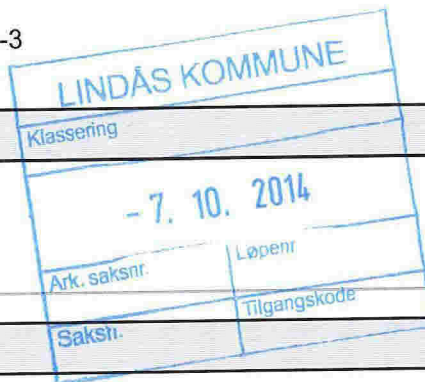 -3
LINDÅS KOMMUNE
Klassering
- 7. 10. 2014
Ark. saksnr.
Løpenr
Saksh.
Tilgangskode